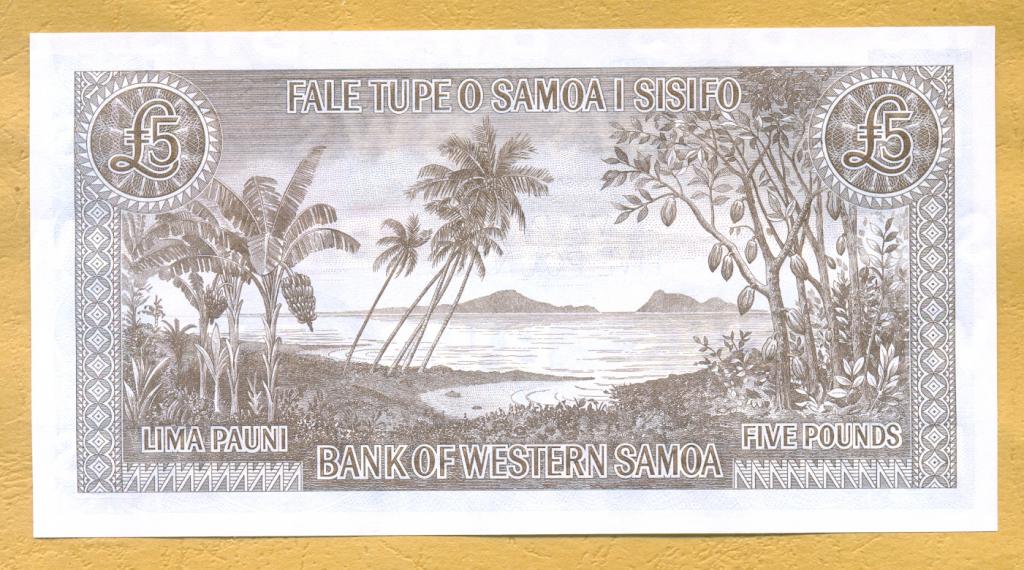 FALE TUPE O SAMOA I SISIFO
£5
£5
LIMA PAUNI
FIVE POUNDS
BANK OF WESTERN SAMOA